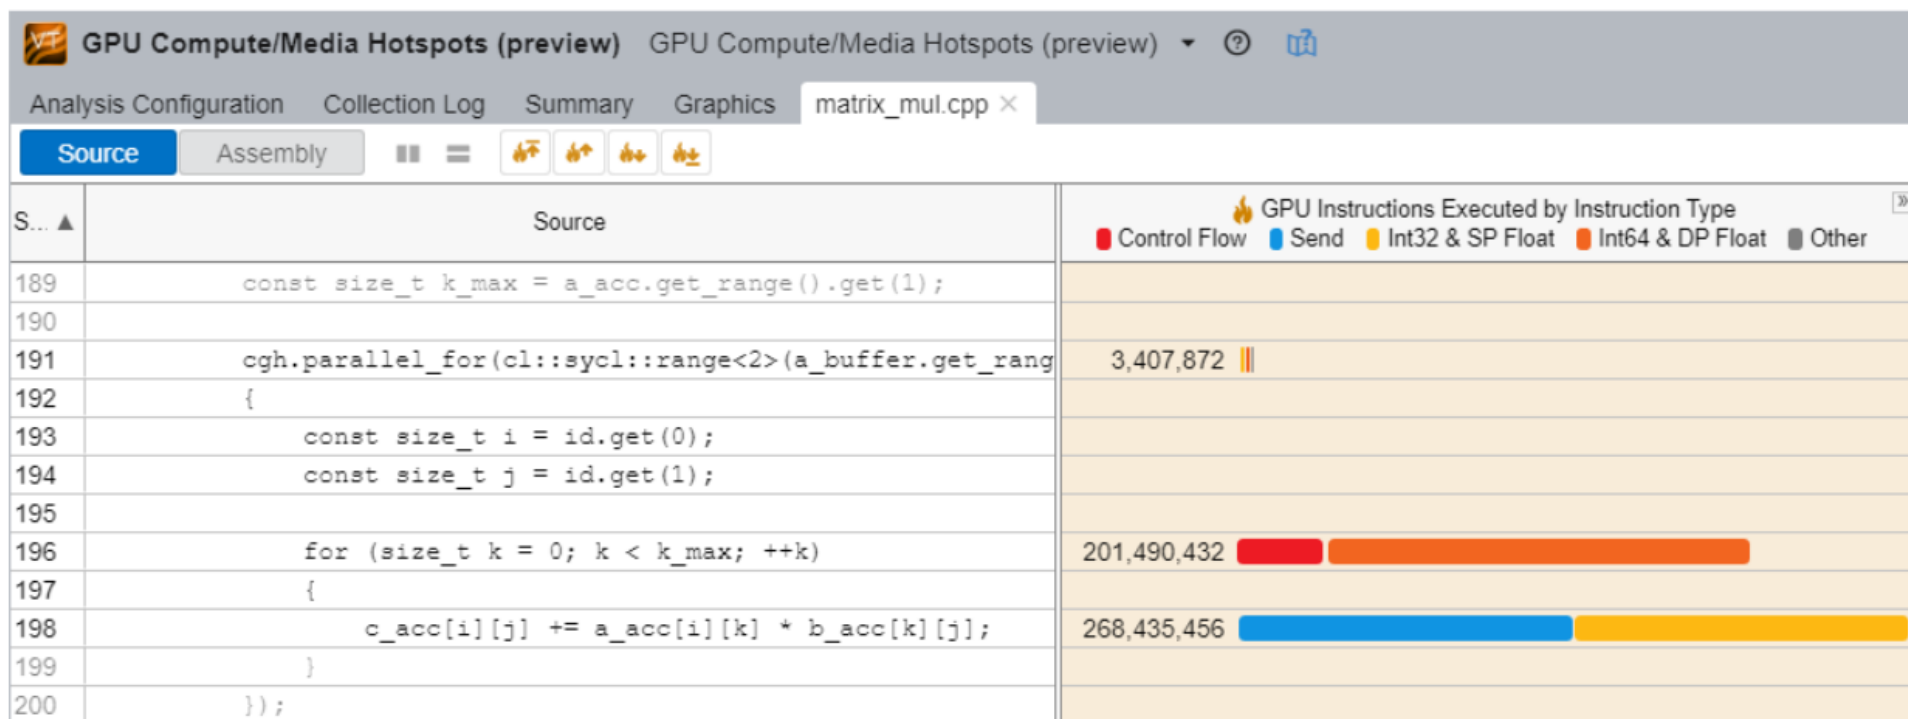 VT GPU Compute/Media Hotspots (preview) GPU Compute/Media Hotspots (preview)
Analysis Configuration Collection Log Summary Graphics matrix_mul.cpp
Source Assembly
S... ▲ Source GPU Instructions Executed by Instruction Type
Control Flow Send Int32 & SP Float Int64 & DP Float Other
189 const size_t k_max = a_acc.get_range().get(1);
190
191 cgh.parallel_for(cl::sycl::range<2>(a_buffer.get_rang 3,407,872
192 {
193 const size_t i = id.get(0);
194 const size_t j = id.get(1);
195
196 for (size_t k = 0; k < k_max; ++k) 201,490,432
197 {
198 c_acc[i][j] += a_acc[i][k] * b_acc[k][j]; 268,435,456
199 }
200 });